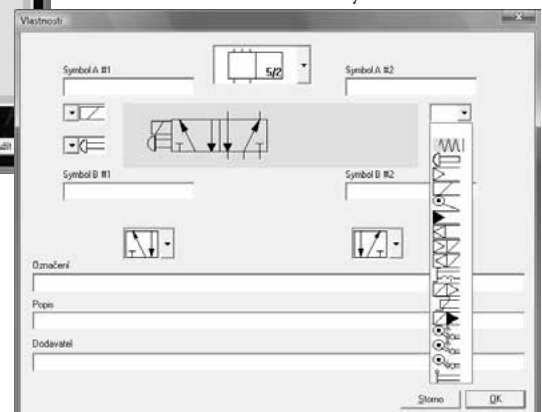 Vlastnosti
5/2
Symbol A #1
Symbol A #2
Symbol B #1
Symbol B #2
Označení
Popis
Dodavatel
Storno
OK